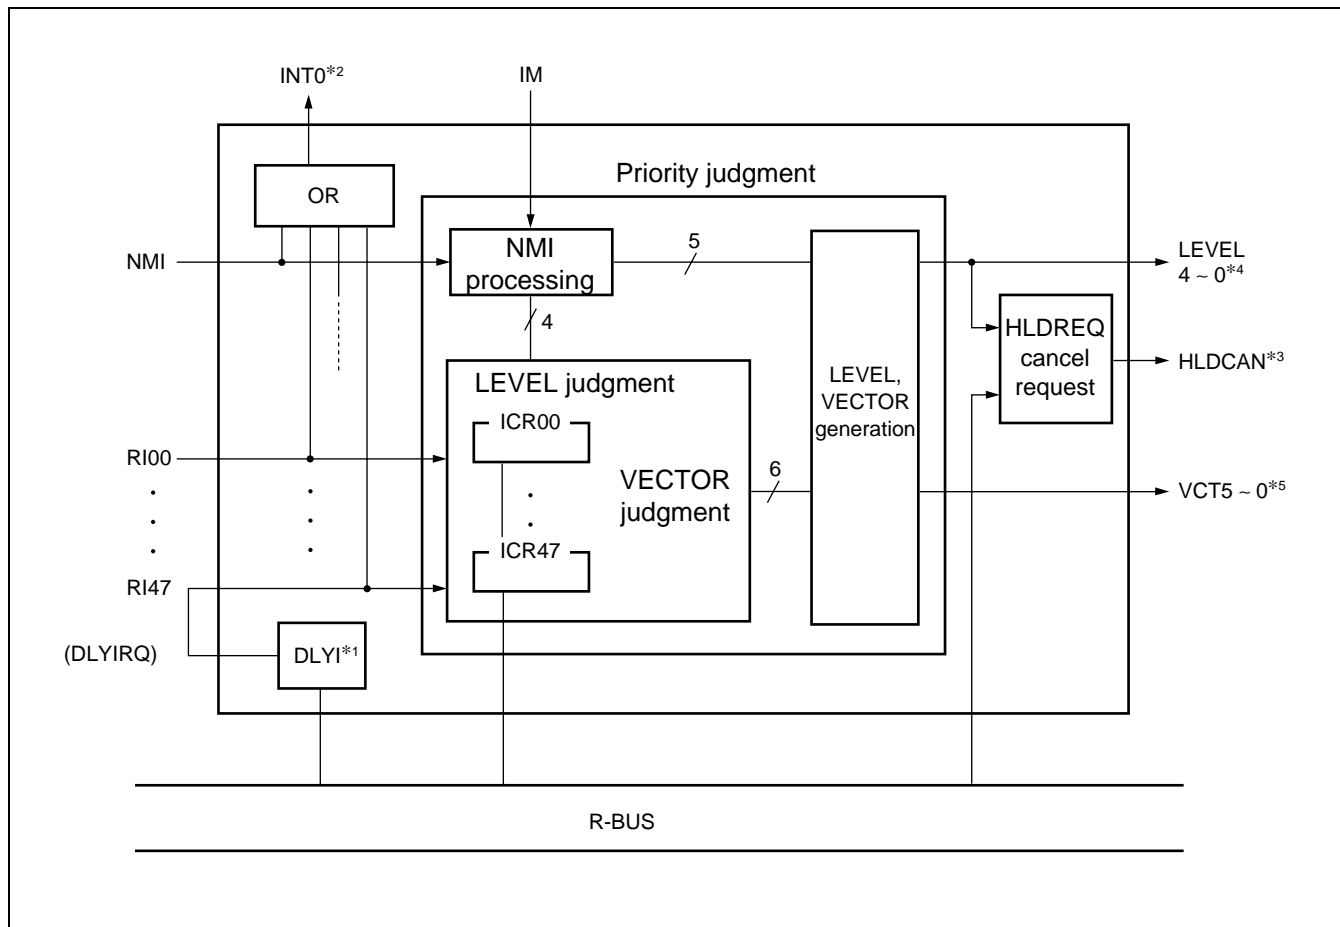 INT0*2
IM
Priority judgment
OR
NMI
NMI
processing
5
LEVEL
4 ~ 0*4
4
HLDREQ
cancel
request
HLDCAN*3
LEVEL judgment
LEVEL,
VECTOR
generation
ICR00
RI00
VECTOR
judgment
6
VCT5 ~ 0*5
ICR47
RI47
(DLYIRQ)
DLYI*1
R-BUS